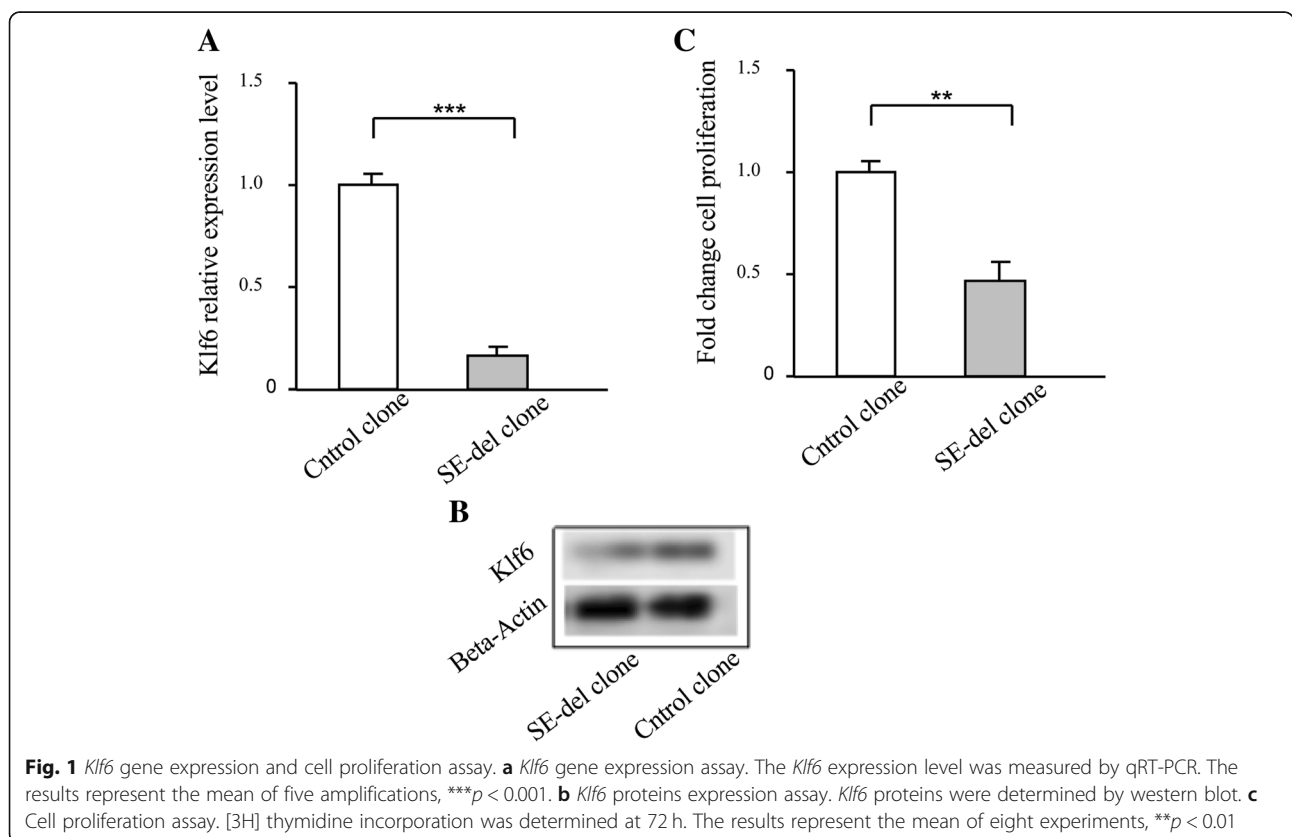 A
Klf6 relative expression level
1.5
1.0
0.5
0
***
Cntrol clone
SE-del clone
C
Fold change cell proliferation
1.5
1.0
0.5
0
**
Cntrol clone
SE-del clone
B
Klf6
Beta-Actin
SE-del clone
Cntrol clone
Fig. 1 Klf6 gene expression and cell proliferation assay. a Klf6 gene expression assay. The Klf6 expression level was measured by qRT-PCR. The
results represent the mean of five amplifications, ***p < 0.001. b Klf6 proteins expression assay. Klf6 proteins were determined by western blot. c
Cell proliferation assay. [3H] thymidine incorporation was determined at 72 h. The results represent the mean of eight experiments, **p < 0.01